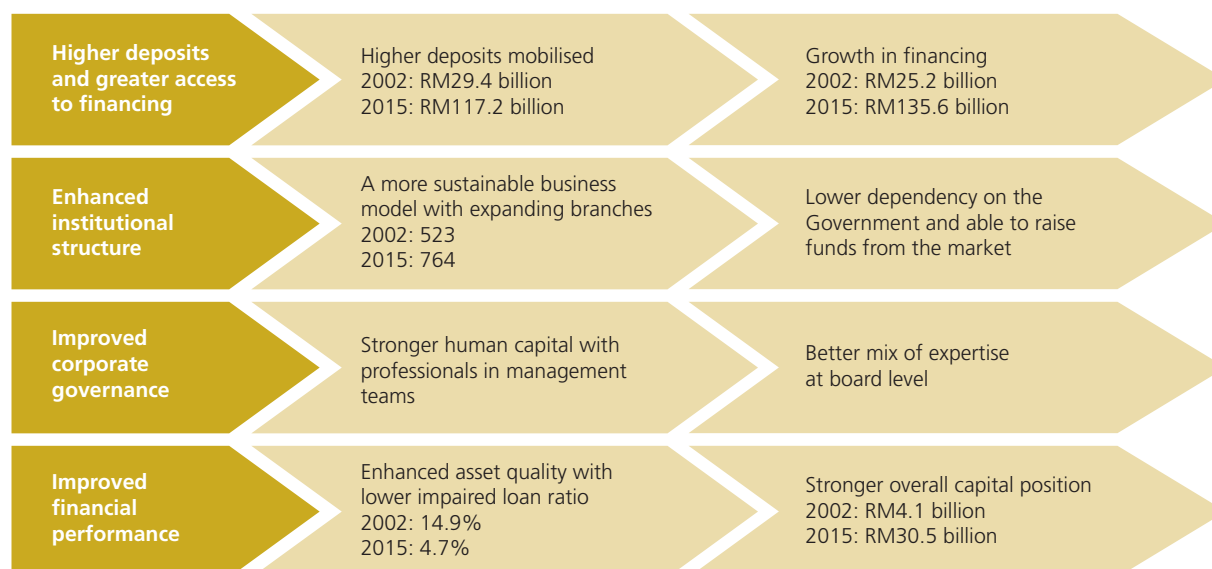 Higher deposits
and greater access
to financing
Higher deposits mobilised
2002: RM29.4 billion
2015: RM117.2 billion
Growth in financing
2002: RM25.2 billion
2015: RM135.6 billion
Enhanced
institutional
structure
A more sustainable business
model with expanding branches
2002: 523
2015: 764
Lower dependency on the
Government and able to raise
funds from the market
Improved
corporate
governance
Stronger human capital with
professionals in management
teams
Better mix of expertise
at board level
Improved
financial
performance
Enhanced asset quality with
lower impaired loan ratio
2002: 14.9%
2015: 4.7%
Stronger overall capital position
2002: RM4.1 billion
2015: RM30.5 billion